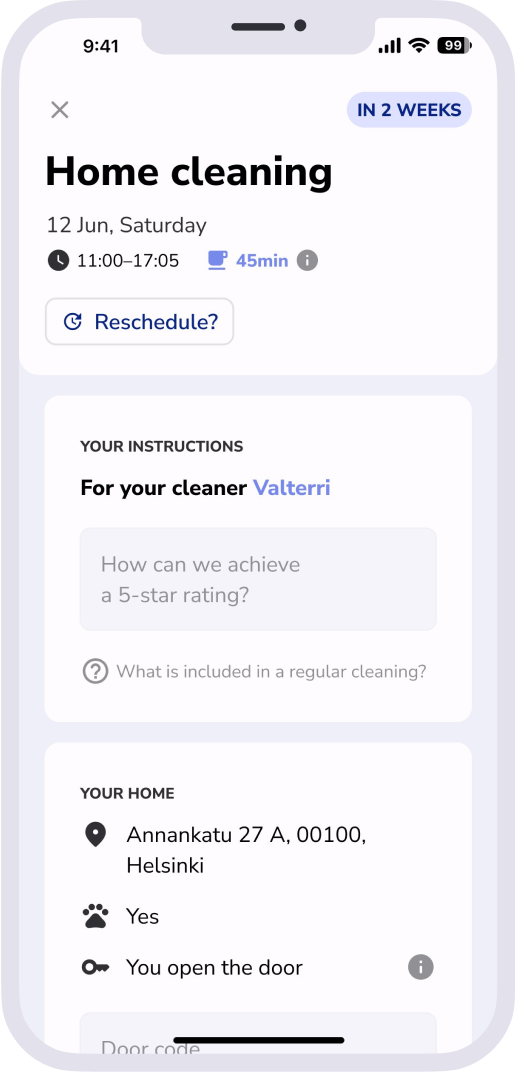 9:41
99
IN 2 WEEKS
Home cleaning
12 Jun, Saturday
11:00–17:05 45min
Reschedule?
YOUR INSTRUCTIONS
For your cleaner Valterri
How can we achieve
a 5-star rating?
What is included in a regular cleaning?
YOUR HOME
Annankatu 27 A, 00100,
Helsinki
Yes
You open the door
Door code